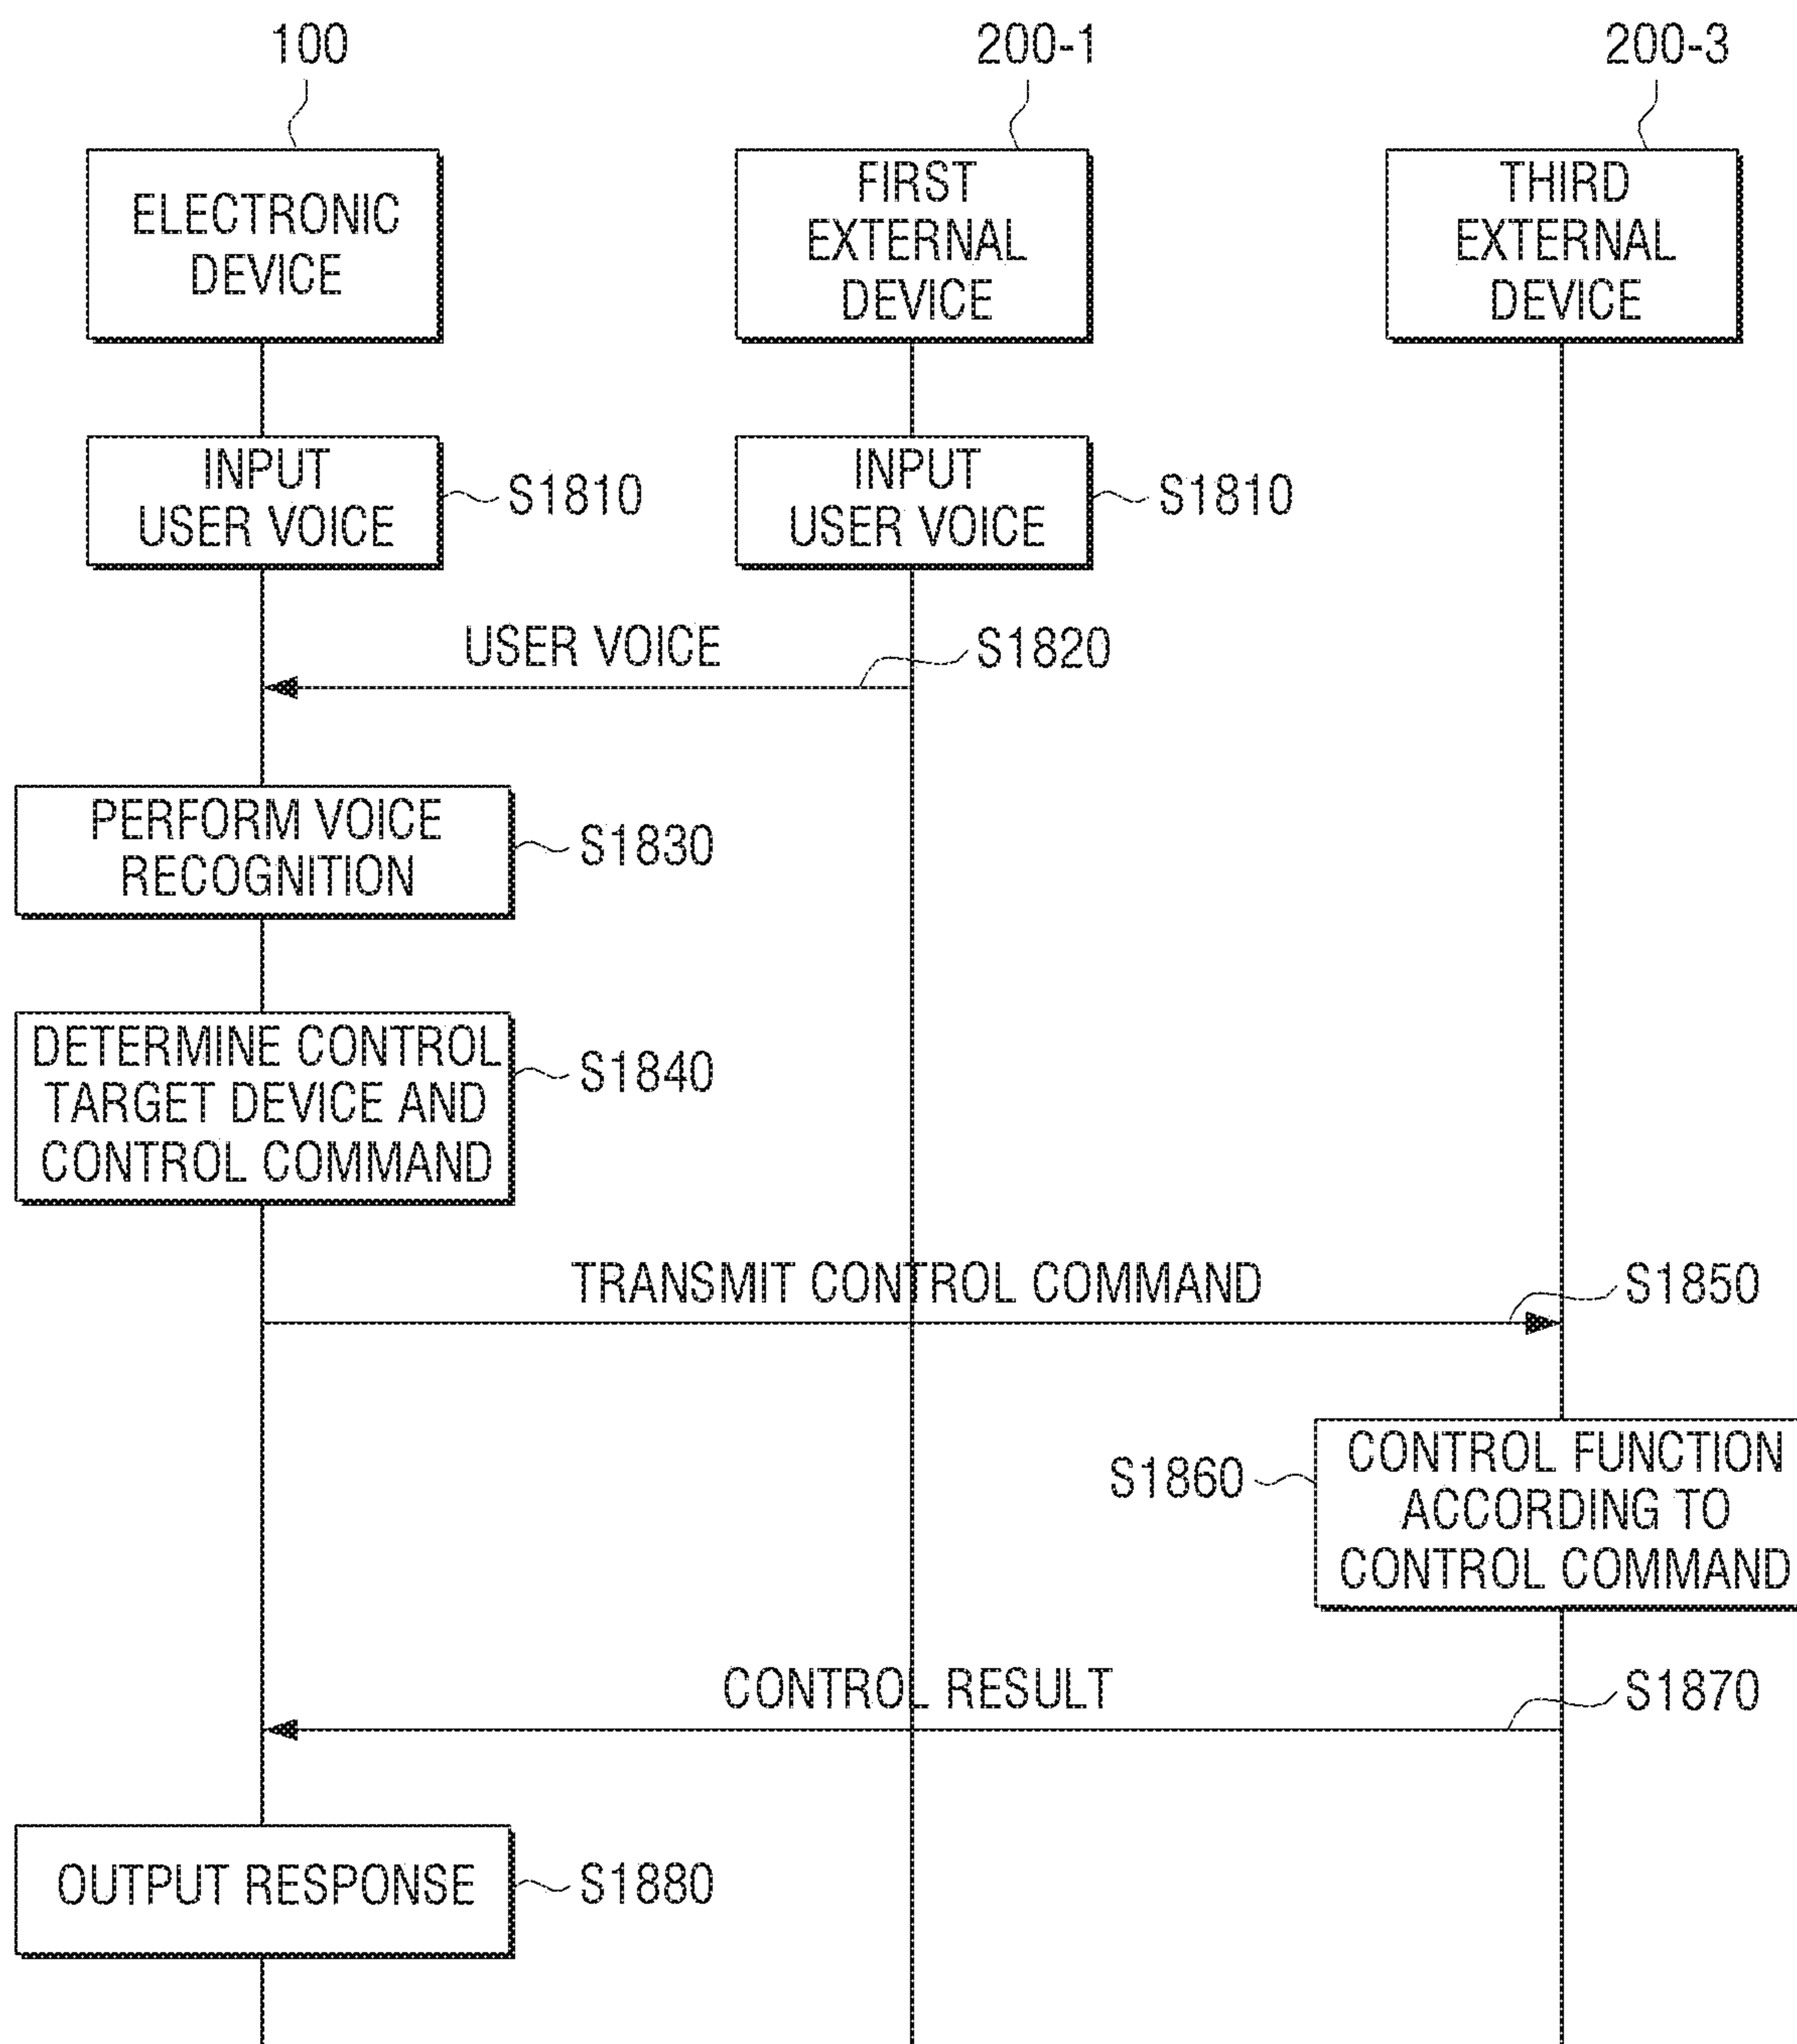 100
200-1
200-3
ELECTRONIC
DEVICE
FIRST
EXTERNAL
DEVICE
THIRD
EXTERNAL
DEVICE
INPUT
USER VOICE
S1810
INPUT
USER VOICE
S1810
USER VOICE
S1820
PERFORM VOICE
RECOGNITION
S1830
DETERMINE CONTROL
TARGET DEVICE AND
CONTROL COMMAND
S1840
TRANSMIT CONTROL COMMAND
S1850
S1860
CONTROL FUNCTION
ACCORDING TO
CONTROL COMMAND
CONTROL RESULT
S1870
OUTPUT RESPONSE
S1880